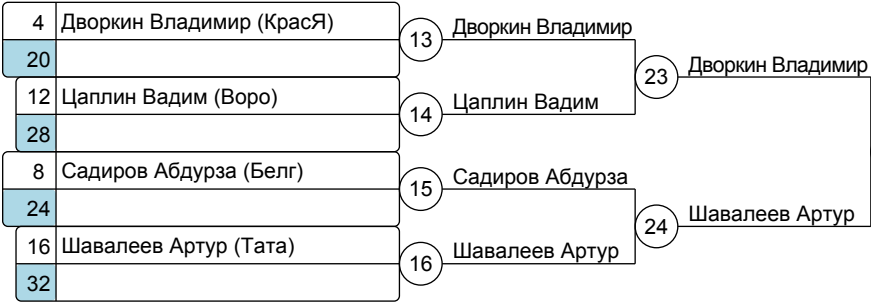 4 Дворкин Владимир (КрасЯ)
20
13 Дворкин Владимир
12 Цаплин Вадим (Воро)
28
14 Цаплин Вадим
23 Дворкин Владимир
8 Садиров Абдурза (Белг)
24
15 Садиров Абдурза
16 Шавалеев Артур (Тата)
32
16 Шавалеев Артур
24 Шавалеев Артур